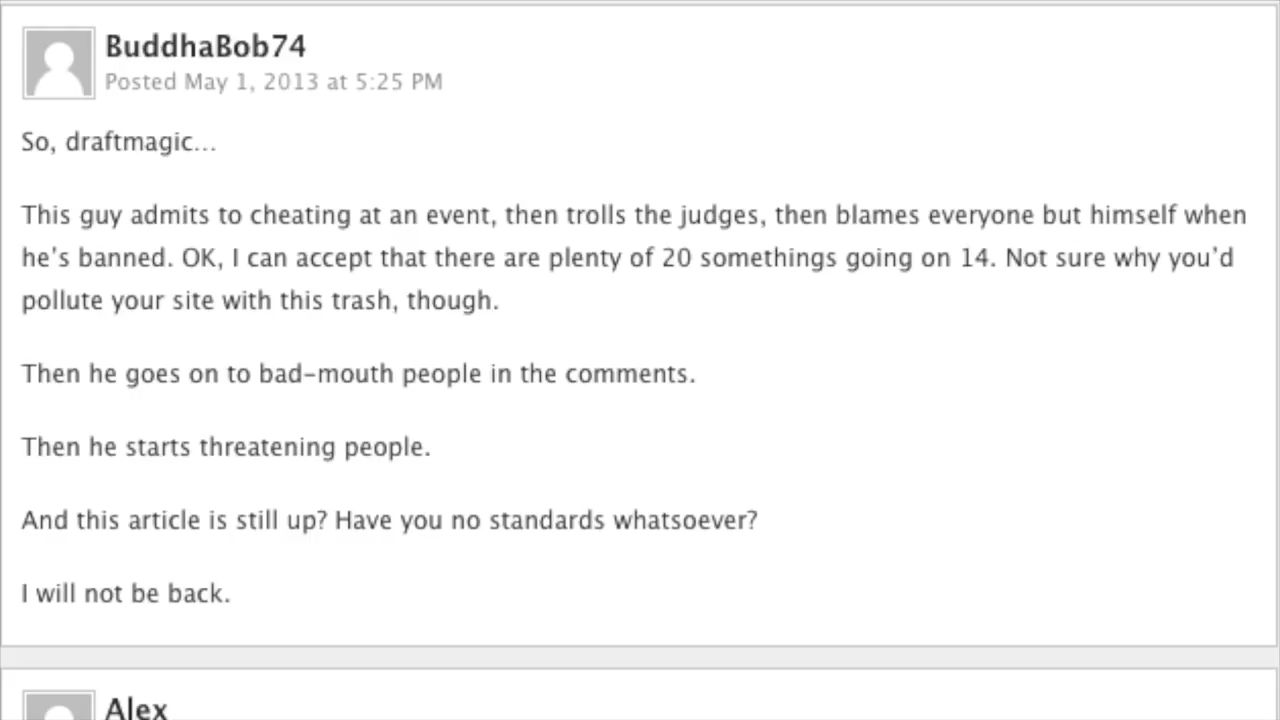 BuddhaBob74
Posted May 1, 2013 at 5:25 PM
So, draftmagic...
This guy admits to cheating at an event, then trolls the judges, then blames everyone but himself when
he's banned. OK, I can accept that there are plenty of 20 somethings going on 14. Not sure why you'd
pollute your site with this trash, though.
Then he goes on to bad-mouth people in the comments.
Then he starts threatening people.
And this article is still up? Have you no standards whatsoever?
I will not be back.
Alex